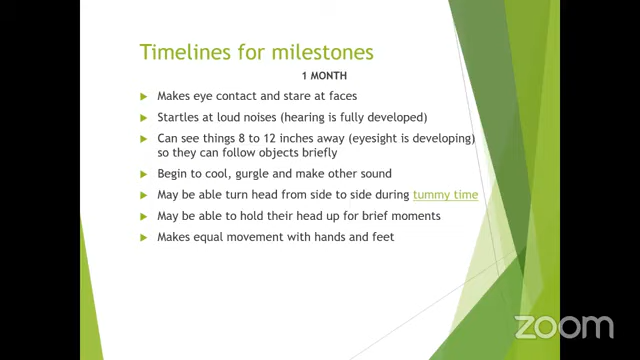 Timelines for milestones
1 MONTH
Makes eye contact and stare at faces
Startles at loud noises (hearing is fully developed)
Can see things 8 to 12 inches away (eyesight is developing)
so they can follow objects briefly
Begin to cool, gurgle and make other sound
May be able turn head from side to side during tummy time
May be able to hold their head up for brief moments
Makes equal movement with hands and feet
zoom